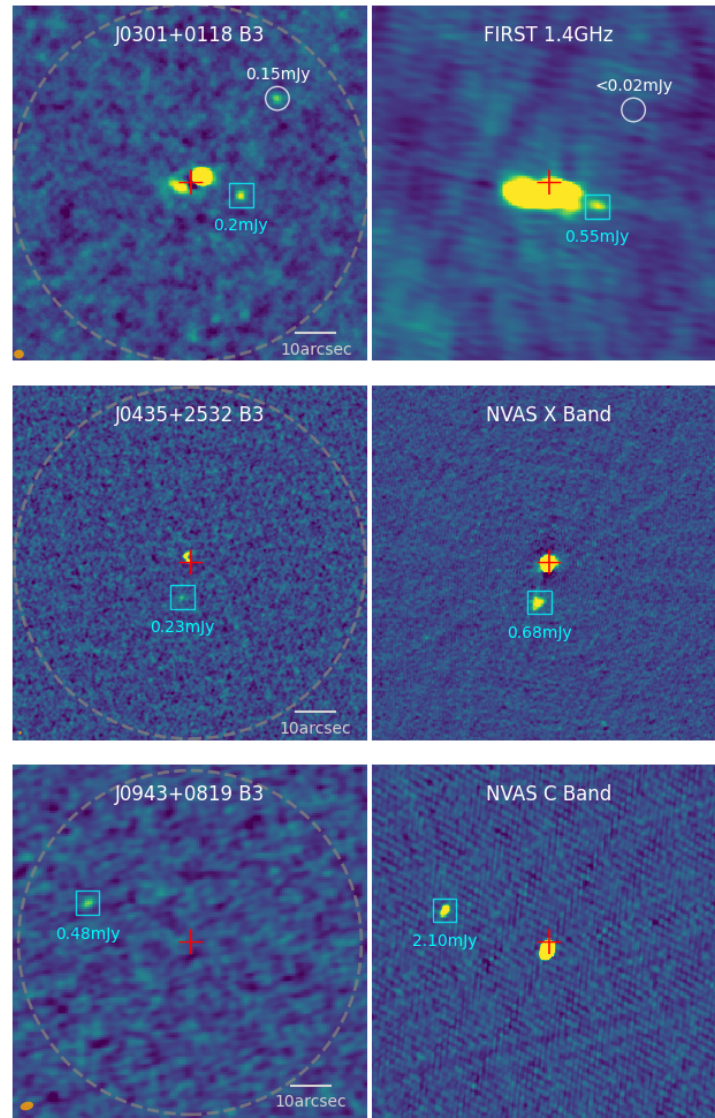 J0301+0118 B3
0.15mJy
0.2mJy
10arcsec
FIRST 1.4GHz
<0.02mJy
0.55mJy
J0435+2532 B3
0.23mJy
10arcsec
NVAS X Band
0.68mJy
J0943+0819 B3
0.48mJy
10arcsec
NVAS C Band
2.10mJy